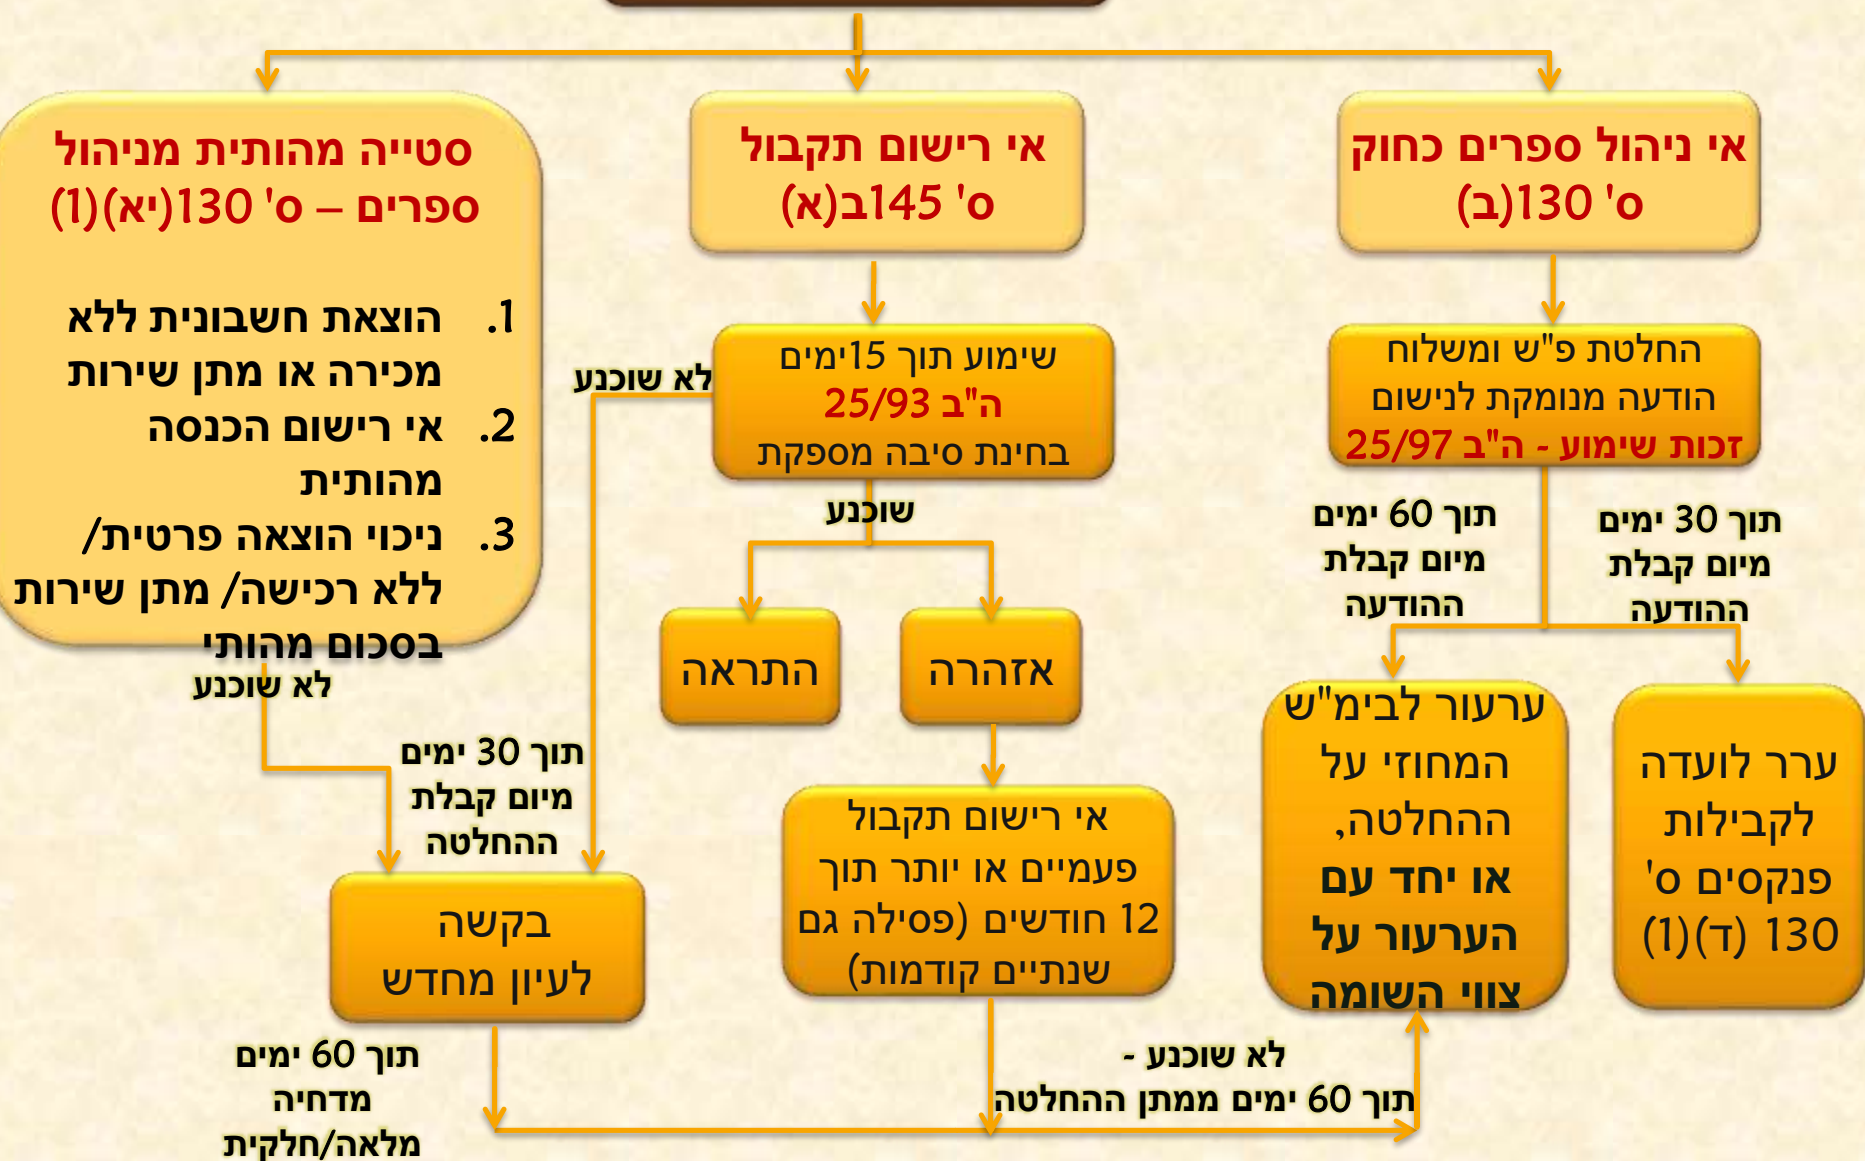 אי ניהול ספרים כחוק
ס' 130(ב)
החלטת פ"ש ומשלוח
הודעה מנומקת לנישום
זכות שימוע - ה"ב 25/97
תוך 30 ימים
מיום קבלת
ההודעה
תוך 60 ימים
מיום קבלת
ההודעה
ערר לועדה
לקבילות
פנקסים ס'
130 (ד)(1)
ערעור לבימ"ש
המחוזי על
ההחלטה,
או יחד עם
הערעור על
צווי השומה
אי רישום תקבול
ס' 145ב(א)
שימוע תוך 15ימים
ה"ב 25/93
בחינת סיבה מספקת
לא שוכנע
שוכנע
אזהרה
התראה
אי רישום תקבול
פעמיים או יותר תוך
12 חודשים (פסילה גם
שנתיים קודמות)
לא שוכנע -
תוך 60 ימים ממתן ההחלטה
סטייה מהותית מניהול
ספרים – ס' 130(יא)(1)
1. הוצאת חשבונית ללא
מכירה או מתן שירות
2. אי רישום הכנסה
מהותית
3. ניכוי הוצאה פרטית/
ללא רכישה/ מתן שירות
בסכום מהותי
לא שוכנע
תוך 30 ימים
מיום קבלת
ההחלטה
בקשה
לעיון מחדש
תוך 60 ימים
מדחיה
מלאה/חלקית